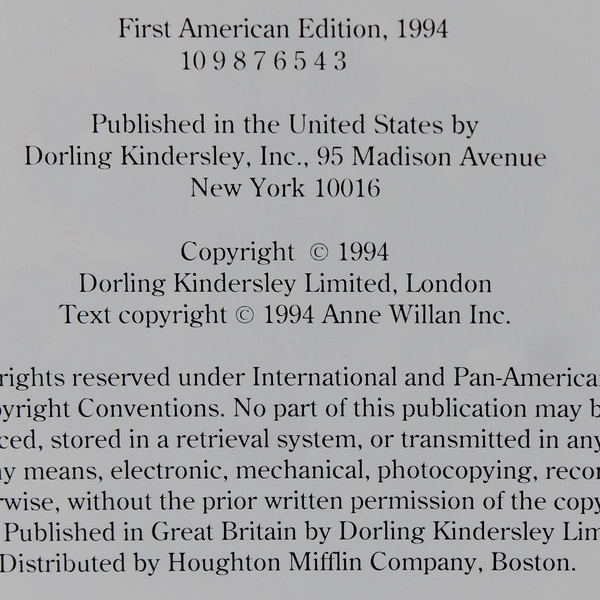 First American Edition, 1994
10 9 8 7 6 5 4 3
Published in the United States by
Dorling Kindersley, Inc., 95 Madison Avenue
New York 10016
Copyright © 1994
Dorling Kindersley Limited, London
Text copyright © 1994 Anne Willan Inc.
rights reserved under International and Pan-America
yright Conventions. No part of this publication may b
ced, stored in a retrieval system, or transmitted in any
y means, electronic, mechanical, photocopying, recor
rwise, without the prior written permission of the copy
Published in Great Britain by Dorling Kindersley Lim
Distributed by Houghton Mifflin Company, Boston.